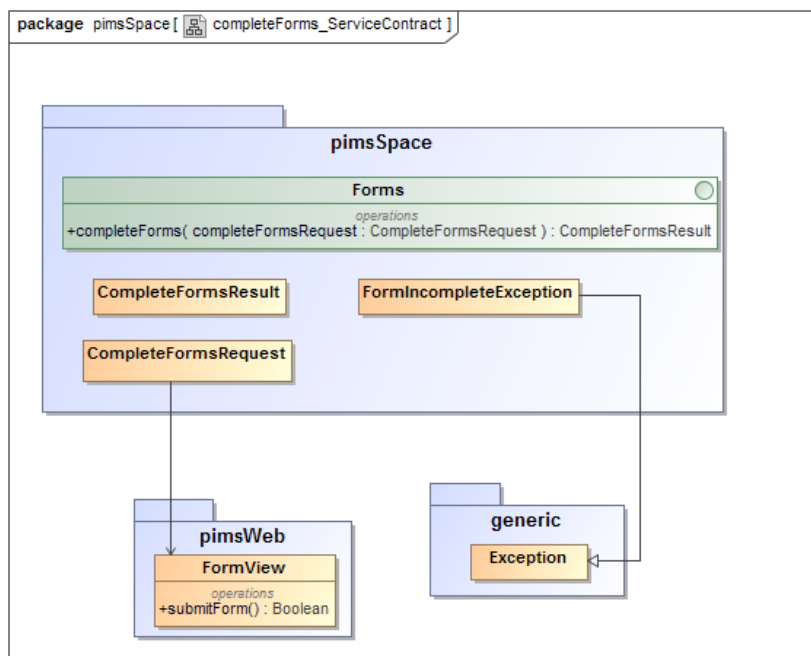 package pimsSpace [ completeForms_ServiceContract ]
pimsSpace
Forms
operations
+completeForms( completeFormsRequest : CompleteFormsRequest ) : CompleteFormsResult
CompleteFormsResult
FormIncompleteException
CompleteFormsRequest
pimsWeb
FormView
operations
+submitForm() : Boolean
generic
Exception